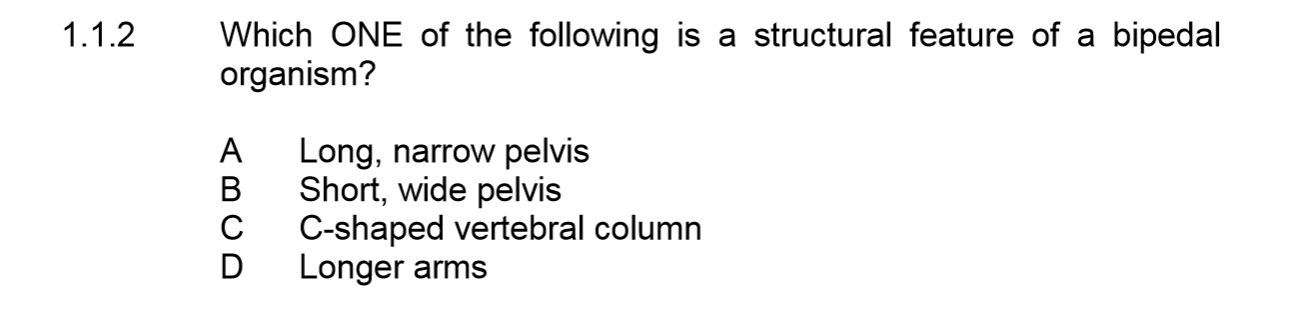 1.1.2 Which ONE of the following is a structural feature of a bipedal
organism?
A Long, narrow pelvis
B Short, wide pelvis
C C-shaped vertebral column
D Longer arms